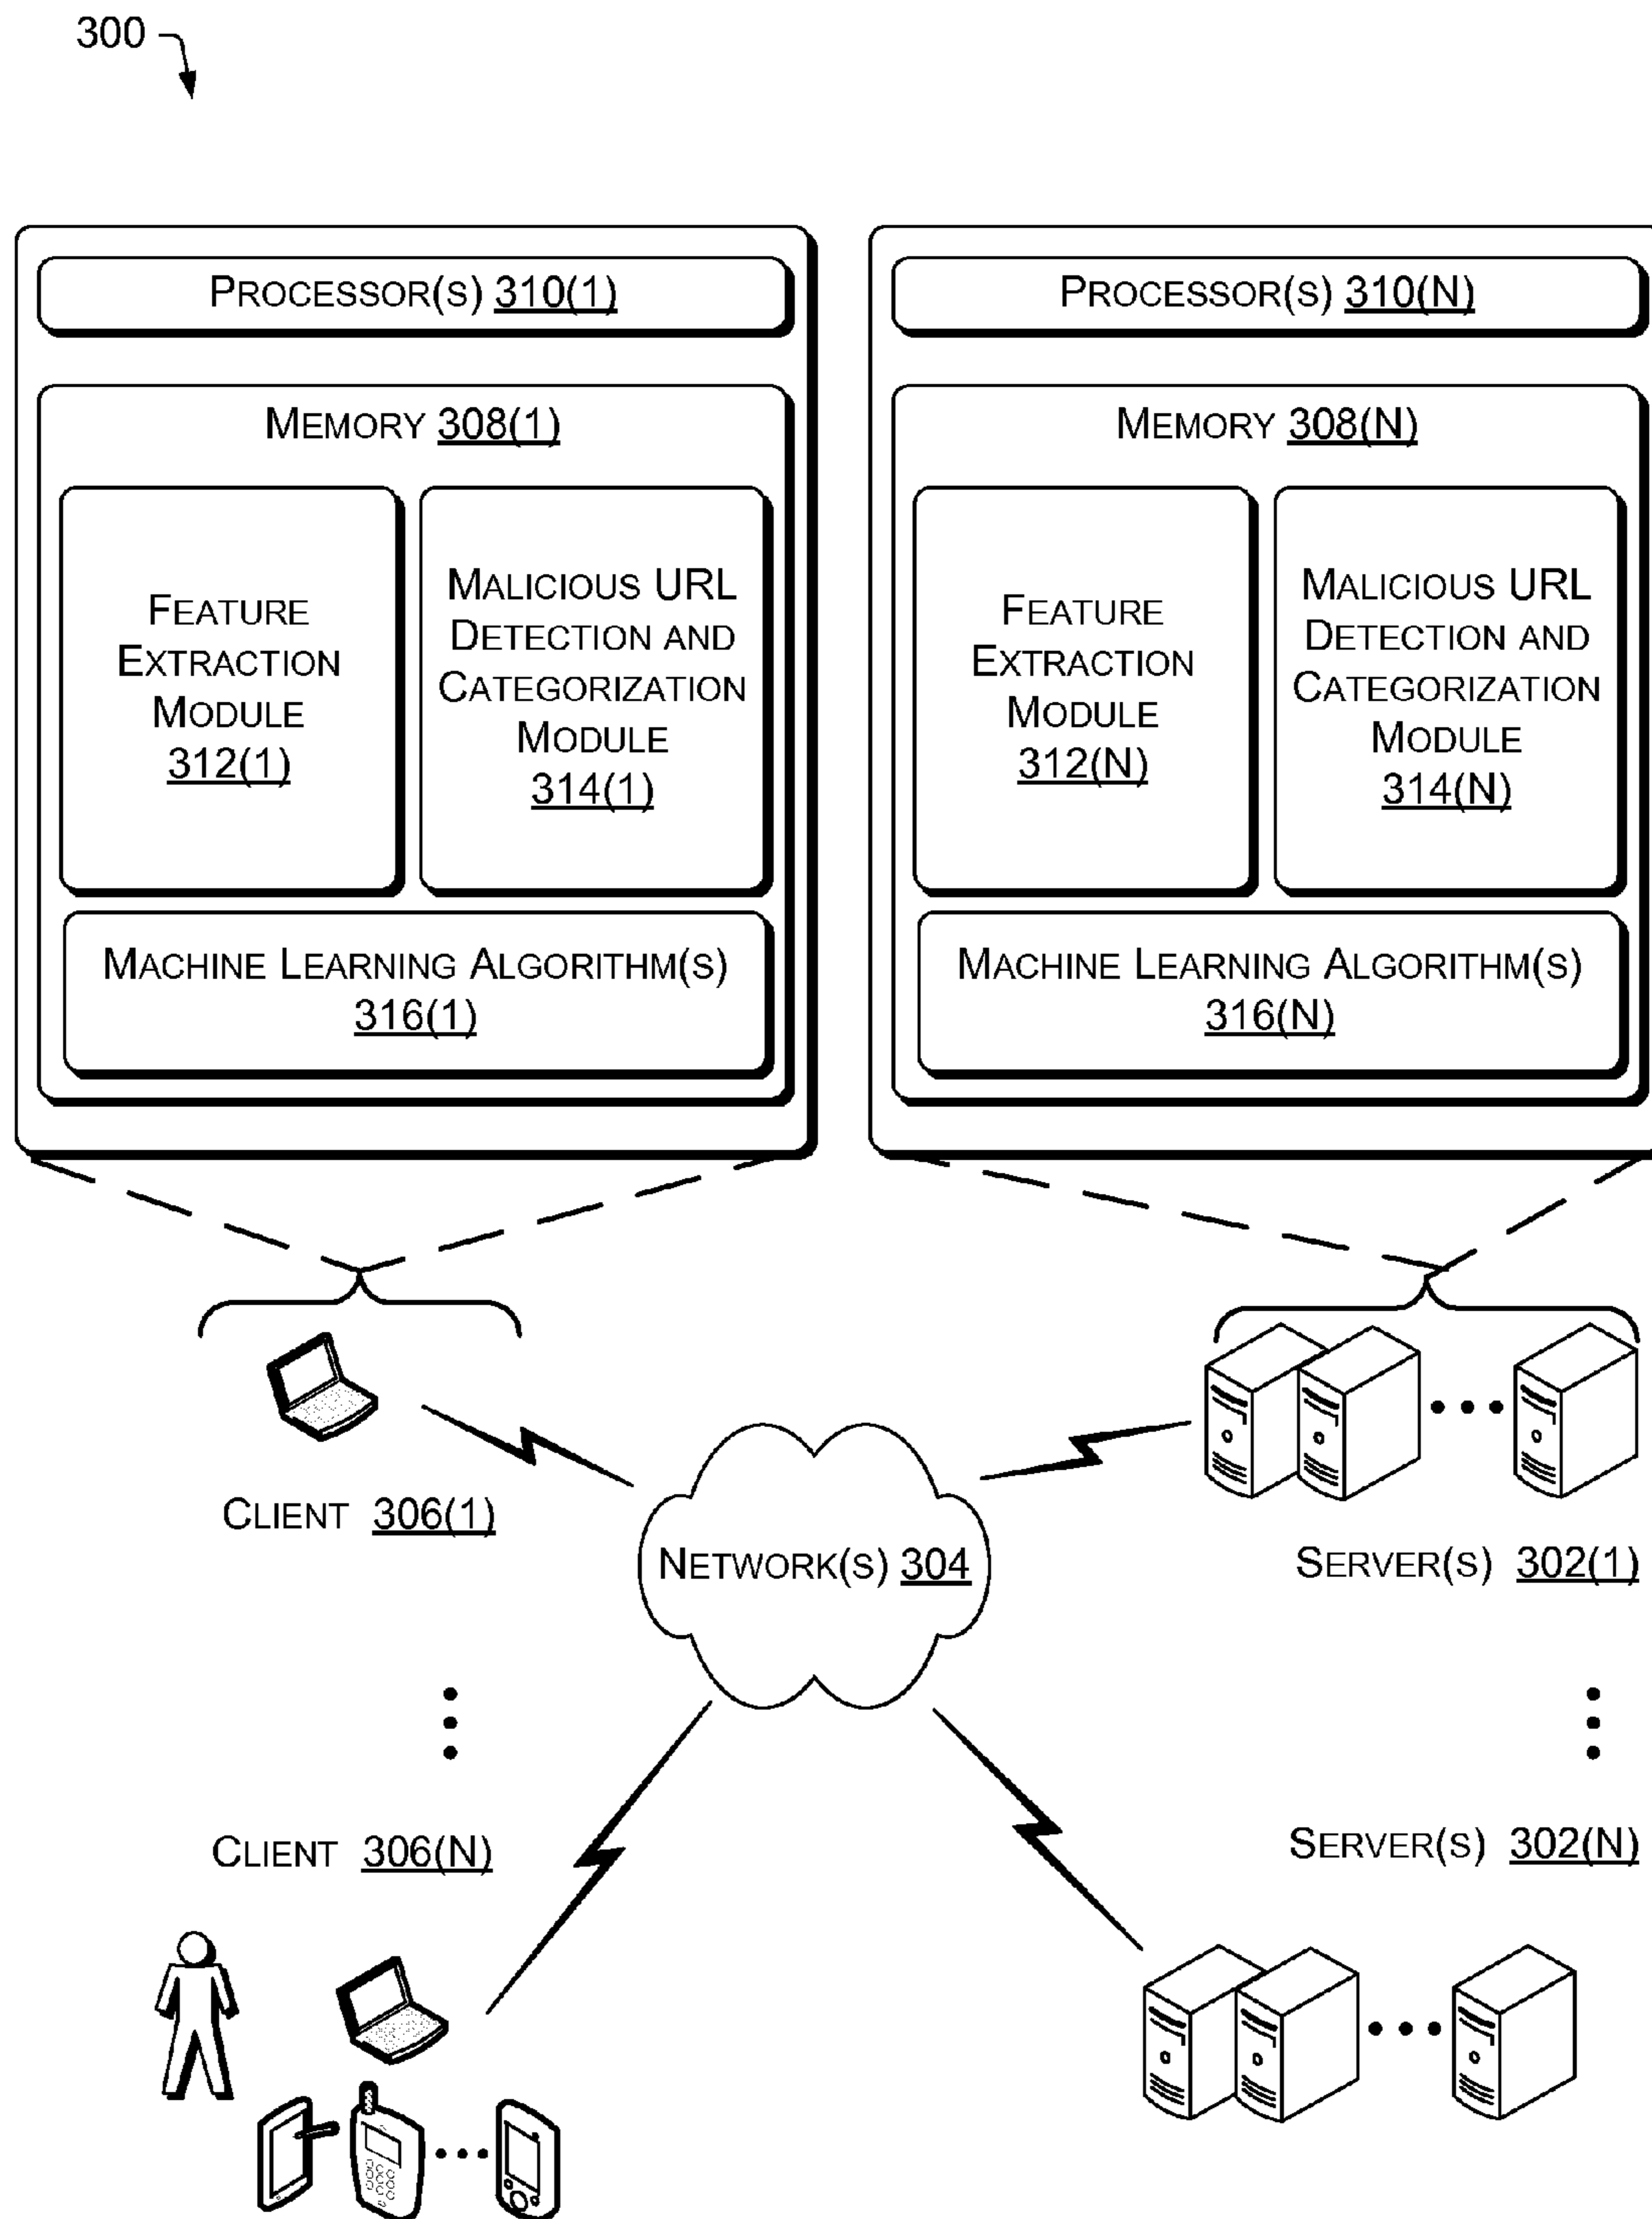 300
PROCESSOR(S) 310(1)
MEMORY 308(1)
FEATURE
EXTRACTION
MODULE
312(1)
MALICIOUS URL
DETECTION AND
CATEGORIZATION
MODULE
314(1)
MACHINE LEARNING ALGORITHM(S)
316(1)
PROCESSOR(S) 310(N)
MEMORY 308(N)
FEATURE
EXTRACTION
MODULE
312(N)
MALICIOUS URL
DETECTION AND
CATEGORIZATION
MODULE
314(N)
MACHINE LEARNING ALGORITHM(S)
316(N)
CLIENT 306(1)
NETWORK(S) 304
SERVER(S) 302(1)
CLIENT 306(N)
SERVER(S) 302(N)